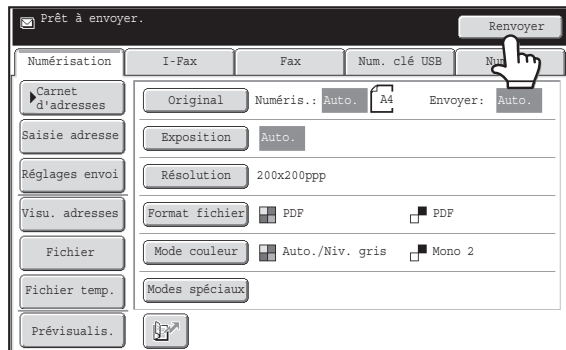 Prêt à envoyer.
Renvoyer
Numérisation
I-Fax
Fax
Num. clé USB
Carnet
d'adresses
Original
Numéris.: Auto.
A4
Envoyer: Auto.
Saisie adresse
Exposition
Auto.
Réglages envoi
Résolution
200x200ppp
Visu. adresses
Format fichier
PDF
PDF
Fichier
Mode couleur
Auto./Niv. gris
Mono 2
Fichier temp.
Modes spéciaux
Prévisualis.